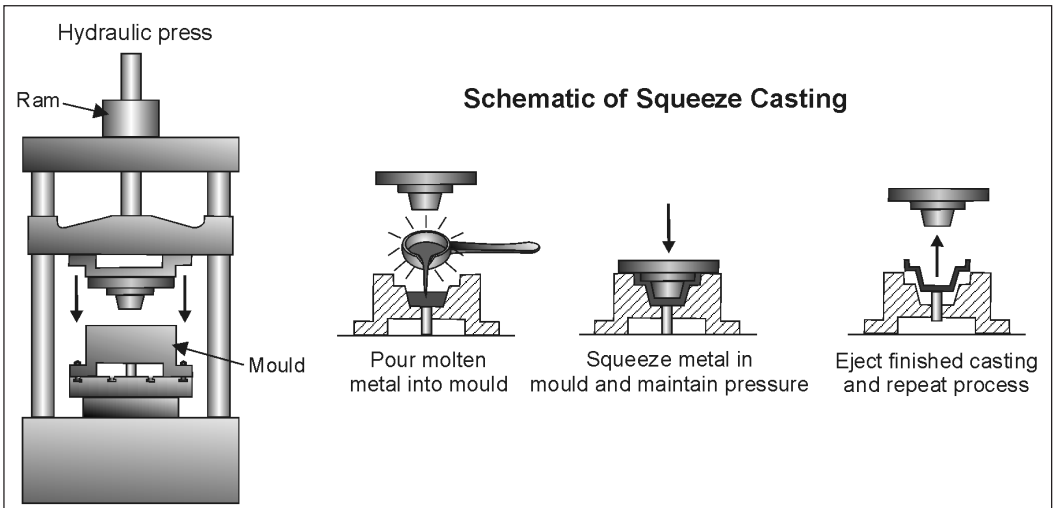 Hydraulic press
Ram
Schematic of Squeeze Casting
Mould
Pour molten
metal into mould
Squeeze metal in
mould and maintain pressure
Eject finished casting
and repeat process